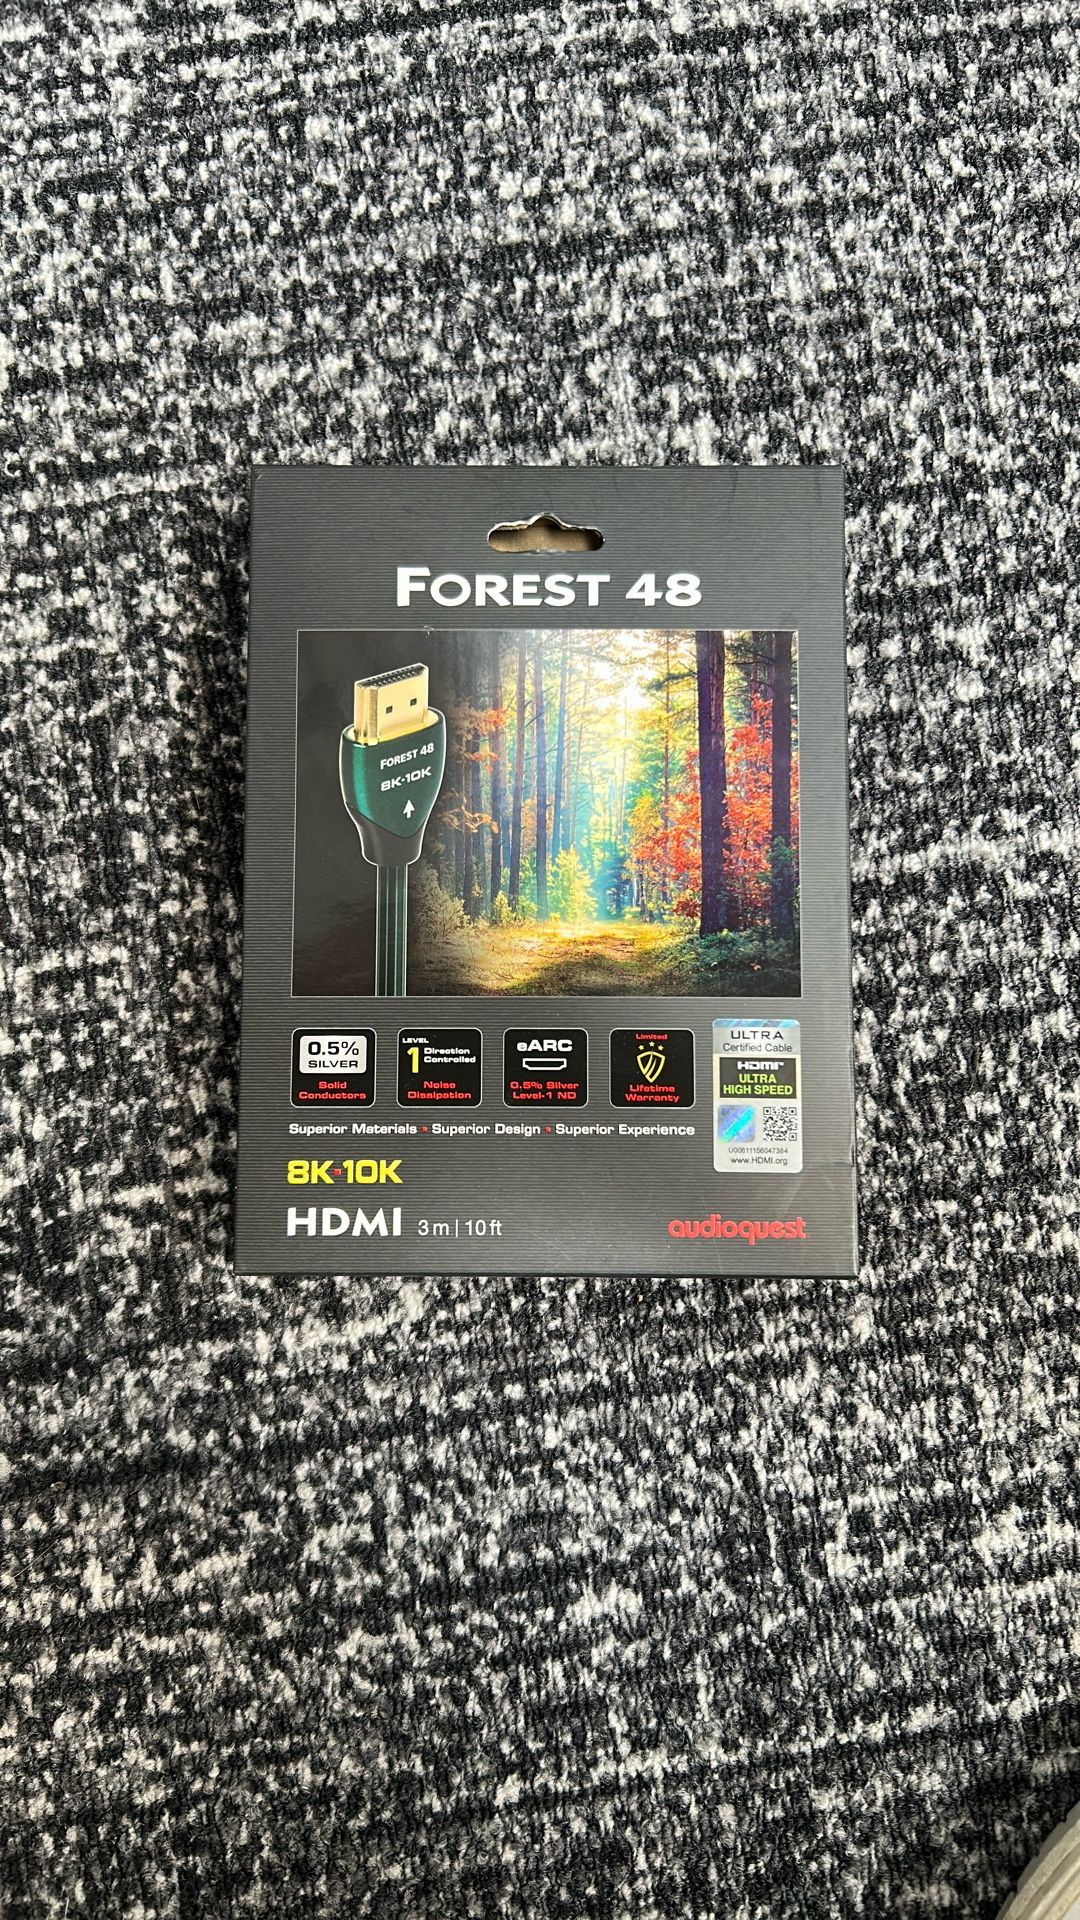 FOREST 48
FOREST 48
8K·10K
0.5%
SILVER
Solid
Conductors
LEVEL
1 Direction
Controlled
Noise
Dissipation
eARC
0.5% Silver
Level-1 ND
Limited
Lifetime
Warranty
ULTRA
Certified Cable
HDMI
ULTRA
HIGH SPEED
U00611156047384
www.HDMI.org
Superior Materials • Superior Design • Superior Experience
8K·10K
HDMI 3 m | 10 ft
audioquest